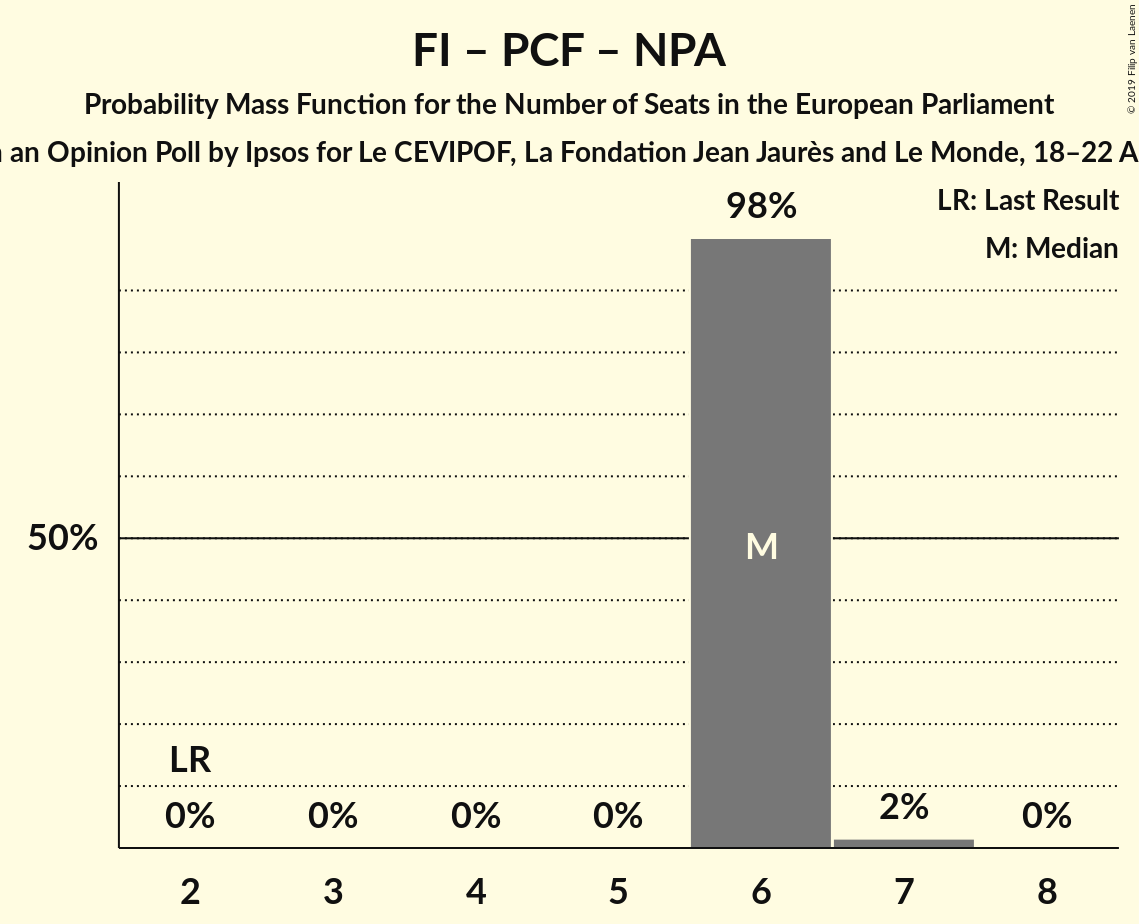 FI – PCF – NPA
Probability Mass Function for the Number of Seats in the European Parliament
an Opinion Poll by Ipsos for Le CEVIPOF, La Fondation Jean Jaurès and Le Monde, 18–22 A
© 2019 Filip van Laenen
LR: Last Result
M: Median
98%
50%
M
LR
0%
0%
0%
0%
2%
0%
2
3
4
5
6
7
8